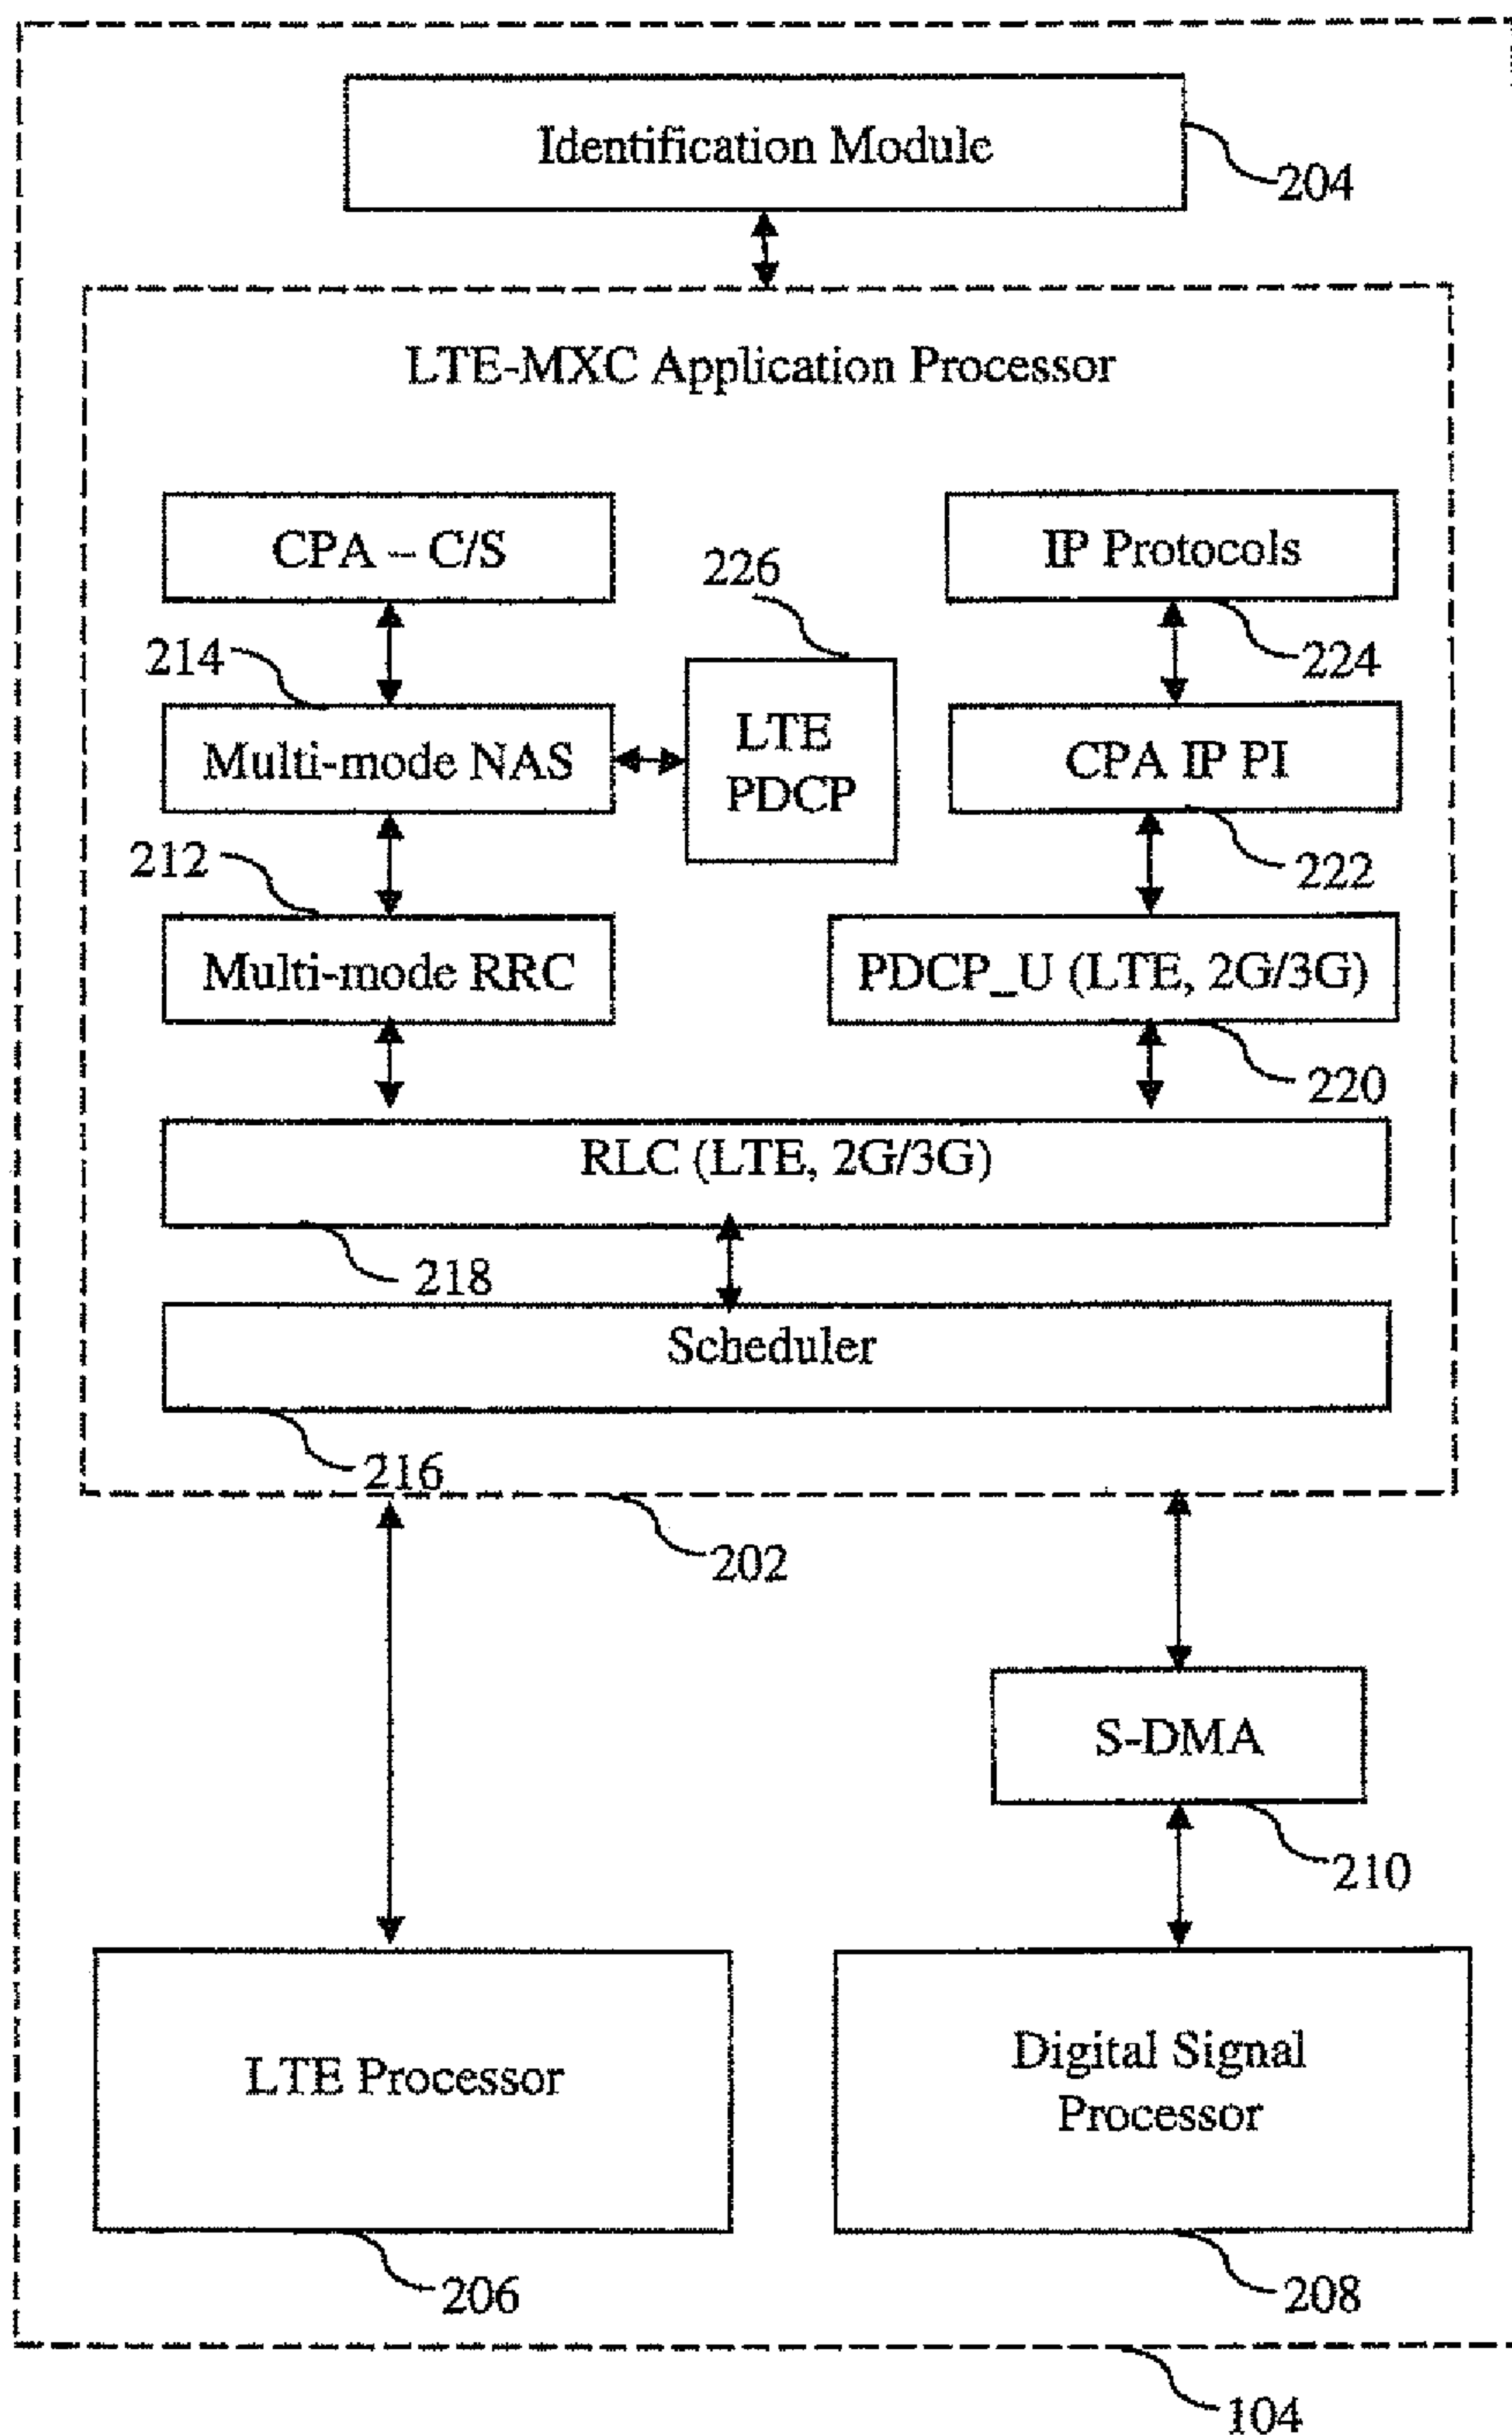 Identification Module
204
LTE-MXC Application Processor
CPA – C/S
IP Protocols
226
214
224
LTE
PDCP
Multi-mode NAS
CPA IP PI
212
222
Multi-mode RRC
PDCP_U (LTE, 2G/3G)
220
RLC (LTE, 2G/3G)
218
Scheduler
216
202
S-DMA
210
LTE Processor
Digital Signal
Processor
206
208
104